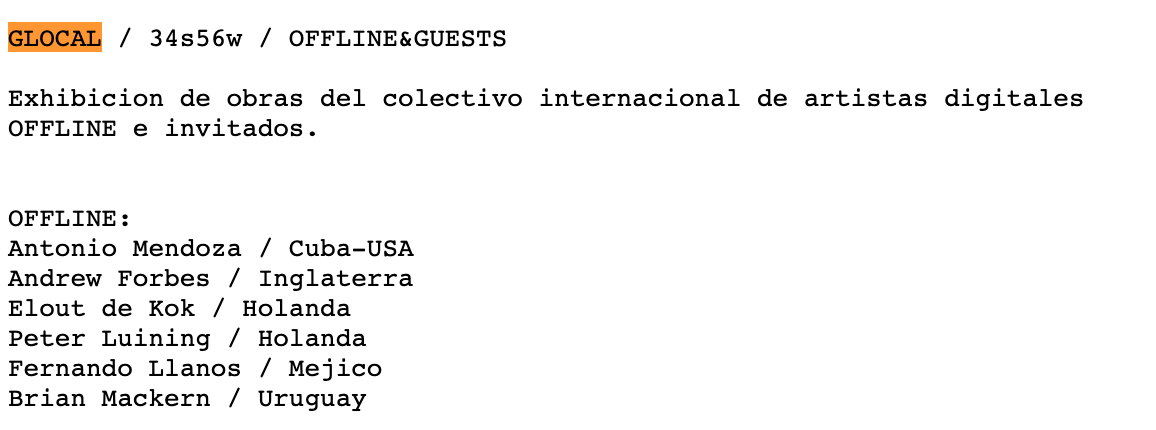 GLOCAL / 34s56w / OFFLINE&GUESTS
Exhibicion de obras del colectivo internacional de artistas digitales
OFFLINE e invitados.
OFFLINE:
Antonio Mendoza / Cuba-USA
Andrew Forbes / Inglaterra
Elout de Kok / Holanda
Peter Luining / Holanda
Fernando Llanos / Mejico
Brian Mackern / Uruguay